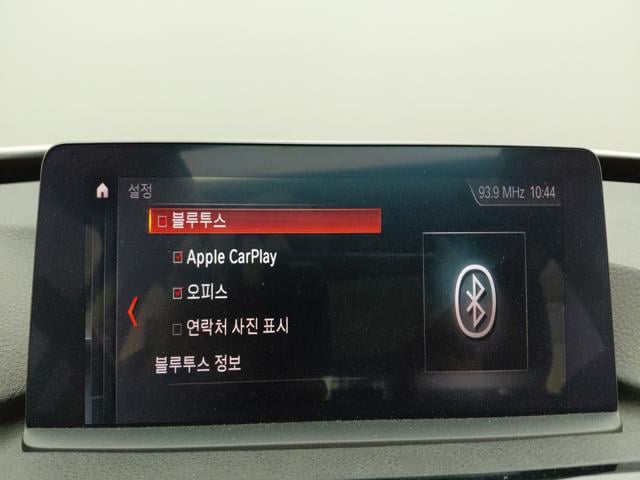 설정
93.9 MHz 10:44
블루투스
Apple CarPlay
오피스
연락처 사진 표시
블루투스 정보